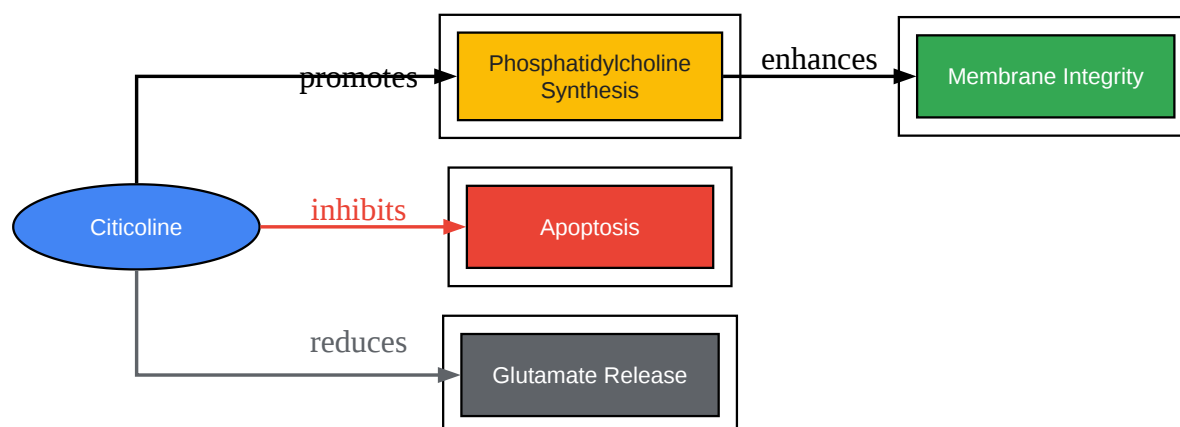 promotes
Phosphatidylcholine
Synthesis
enhances
Membrane Integrity
Citicoline
inhibits
Apoptosis
reduces
Glutamate Release